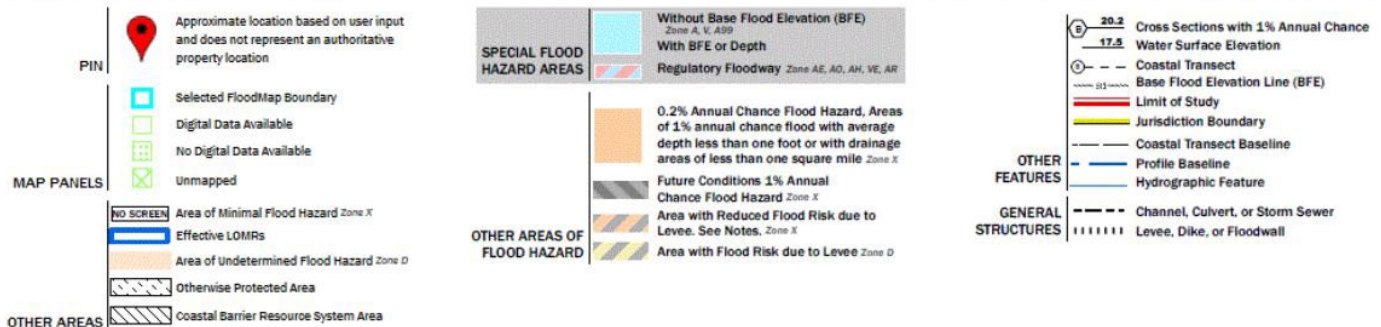 PIN
Approximate location based on user input
and does not represent an authoritative
property location
MAP PANELS
Selected FloodMap Boundary
Digital Data Available
No Digital Data Available
Unmapped
OTHER AREAS
NO SCREEN Area of Minimal Flood Hazard Zone X
Effective LOMRs
Area of Undetermined Flood Hazard Zone D
Otherwise Protected Area
Coastal Barrier Resource System Area
SPECIAL FLOOD
HAZARD AREAS
Without Base Flood Elevation (BFE)
Zone A, V, A99
With BFE or Depth
Regulatory Floodway Zone AE, AO, AH, VE, AR
OTHER AREAS OF
FLOOD HAZARD
0.2% Annual Chance Flood Hazard, Areas
of 1% annual chance flood with average
depth less than one foot or with drainage
areas of less than one square mile Zone X
Future Conditions 1% Annual
Chance Flood Hazard Zone X
Area with Reduced Flood Risk due to
Levee. See Notes. Zone X
Area with Flood Risk due to Levee Zone D
OTHER
FEATURES
20.2 Cross Sections with 1% Annual Chance
17.5 Water Surface Elevation
Coastal Transect
Base Flood Elevation Line (BFE)
Limit of Study
Jurisdiction Boundary
Coastal Transect Baseline
Profile Baseline
Hydrographic Feature
GENERAL
STRUCTURES
Channel, Culvert, or Storm Sewer
Levee, Dike, or Floodwall